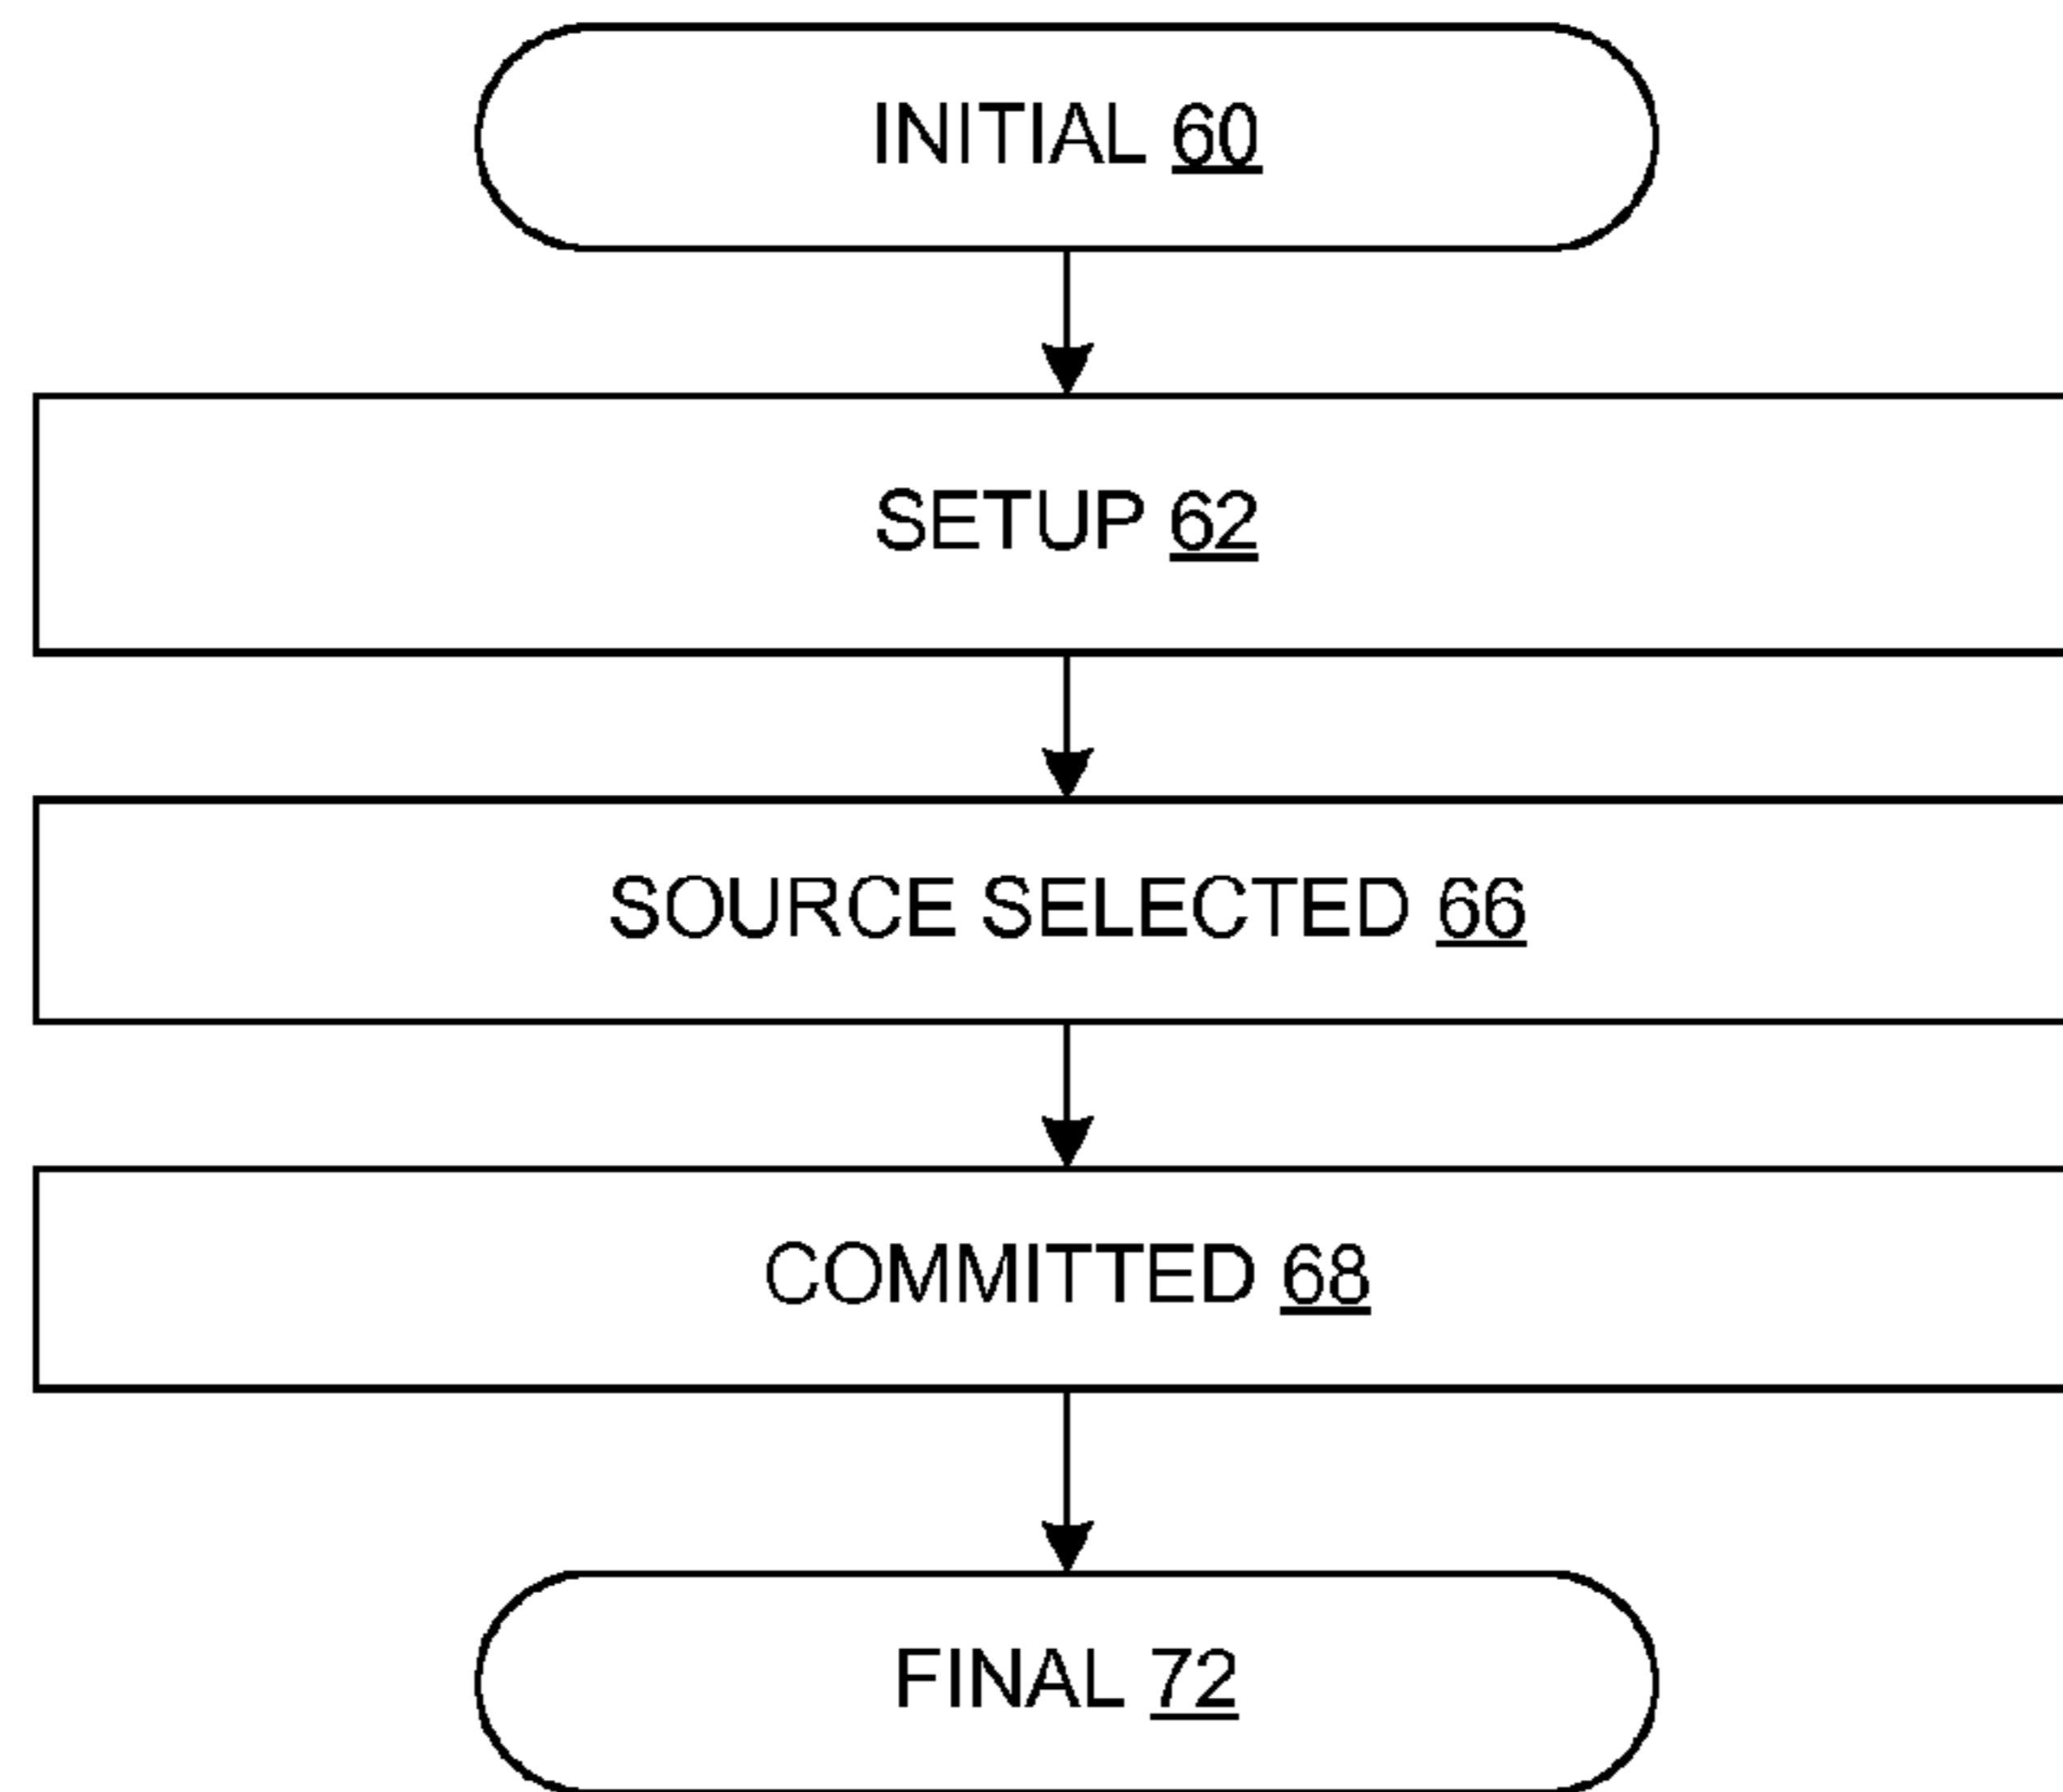 INITIAL 60
SETUP 62
SOURCE SELECTED 66
COMMITTED 68
FINAL 72